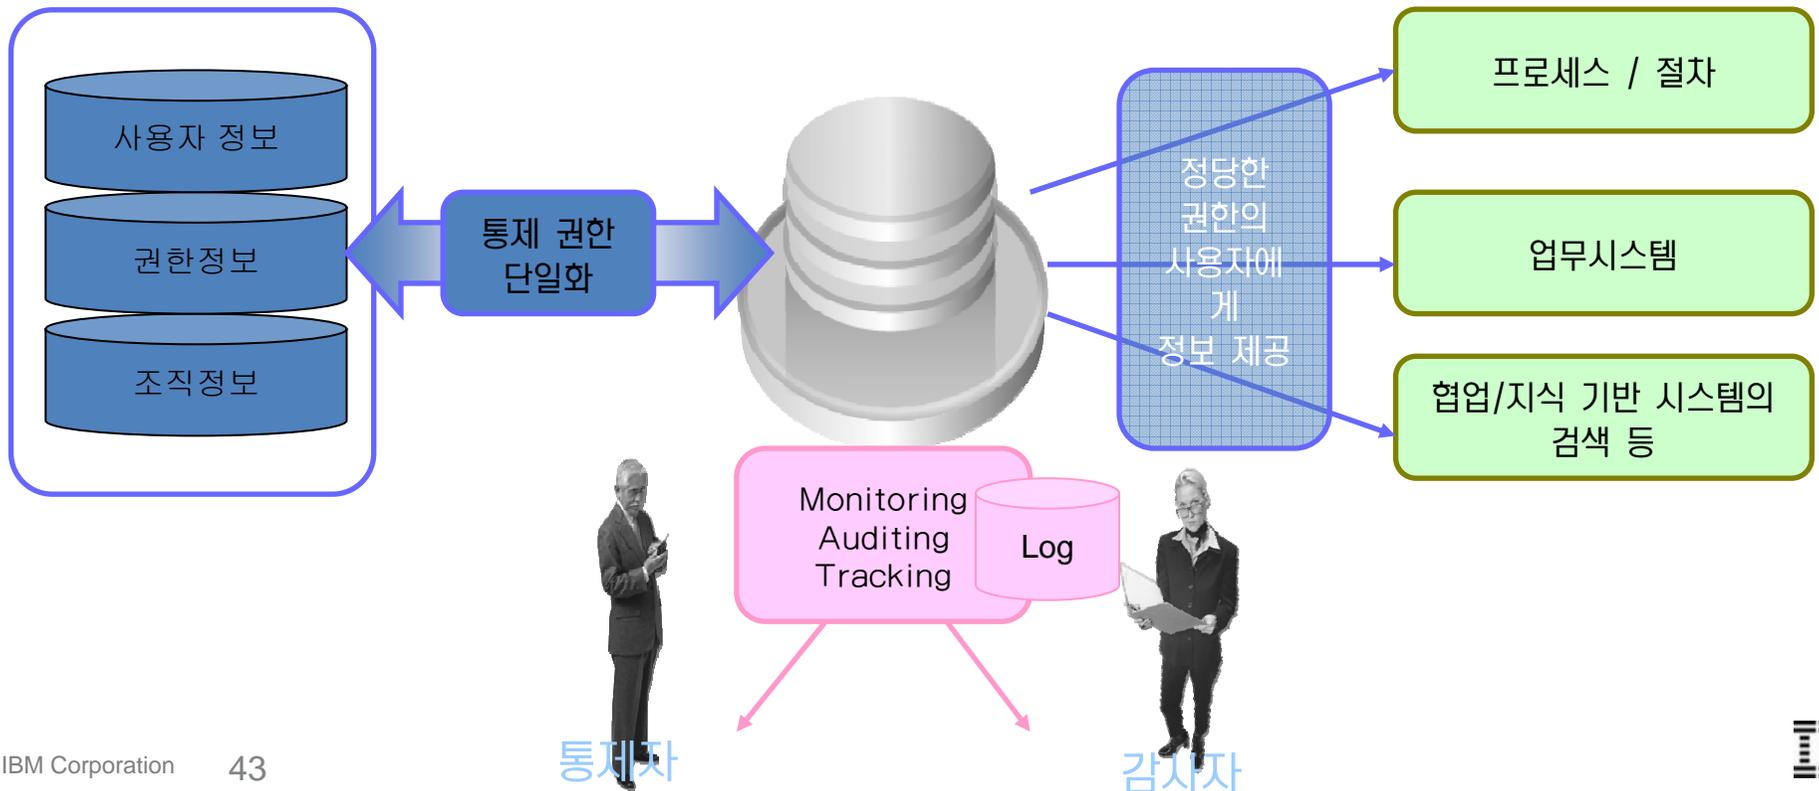 사용자 정보
권한정보
조직정보
통제 권한
단일화
정당한
권한의
사용자에
게
정보 제공
프로세스 / 절차
업무시스템
협업/지식 기반 시스템의
검색 등
Monitoring
Auditing
Tracking
Log
통제자
감사자
IBM Corporation
43